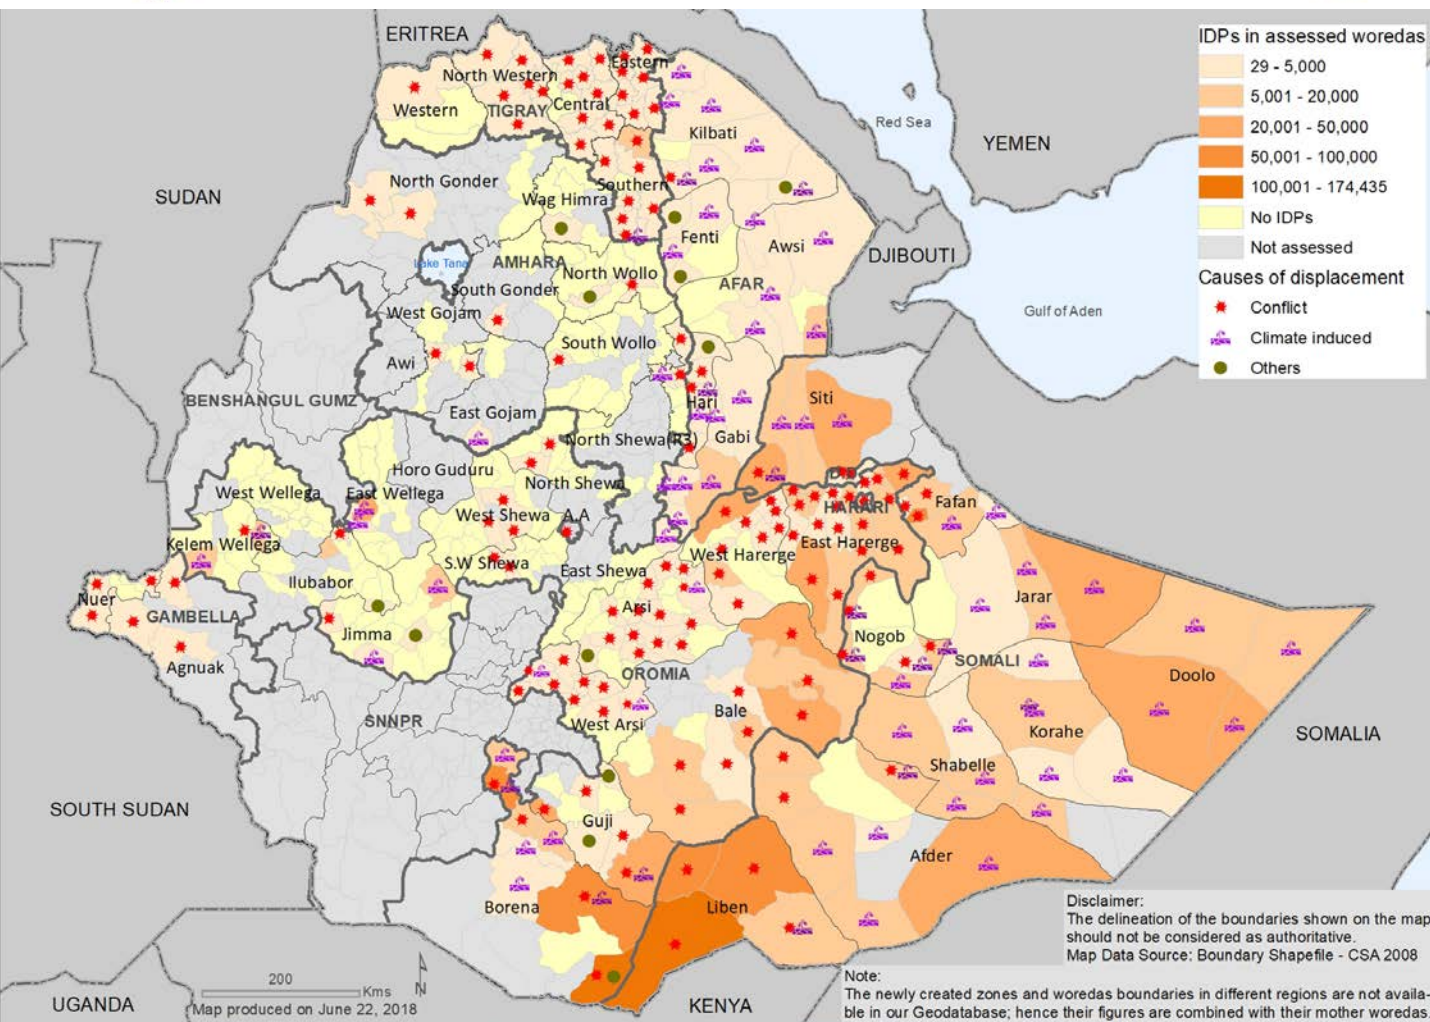 ERITREA
IDPs in assessed woredas
29 - 5,000
5,001 - 20,000
20,001 - 50,000
50,001 - 100,000
100,001 - 174,435
No IDPs
Not assessed
Causes of displacement
Conflict
Climate induced
Others
Eastern
North Western
Western
TIGRAY
Central
Kilbati
Red Sea
YEMEN
SUDAN
North Gonder
Southern
Wag Himra
Fenti
Awsi
DJIBOUTI
Lake Tana
AMHARA
North Wollo
AFAR
South Gonder
West Gojam
Gulf of Aden
South Wollo
Awi
BENSHANGUL GUMZ
Hari
Siti
East Gojam
North Shewa(R3)
Gabi
Horo Guduru
North Shewa
West Wellega
East Wellega
West Shewa
A.A
HARARI
Fafan
Kelem Wellega
West Harerge
East Harerge
S.W Shewa
East Shewa
Ilubabor
Nuer
GAMBELLA
Arsi
Jarar
Jimma
Nogob
Agnuak
OROMIA
SOMALI
Doolo
SNNPR
West Arsi
Bale
Korahe
SOMALIA
Shabelle
SOUTH SUDAN
Guji
Afder
Borena
Liben
Disclaimer:
The delineation of the boundaries shown on the map
should not be considered as authoritative.
Map Data Source: Boundary Shapefile - CSA 2008
200
Kms
N
Map produced on June 22, 2018
UGANDA
KENYA
Note:
The newly created zones and woredas boundaries in different regions are not availa-
ble in our Geodatabase; hence their figures are combined with their mother woredas.